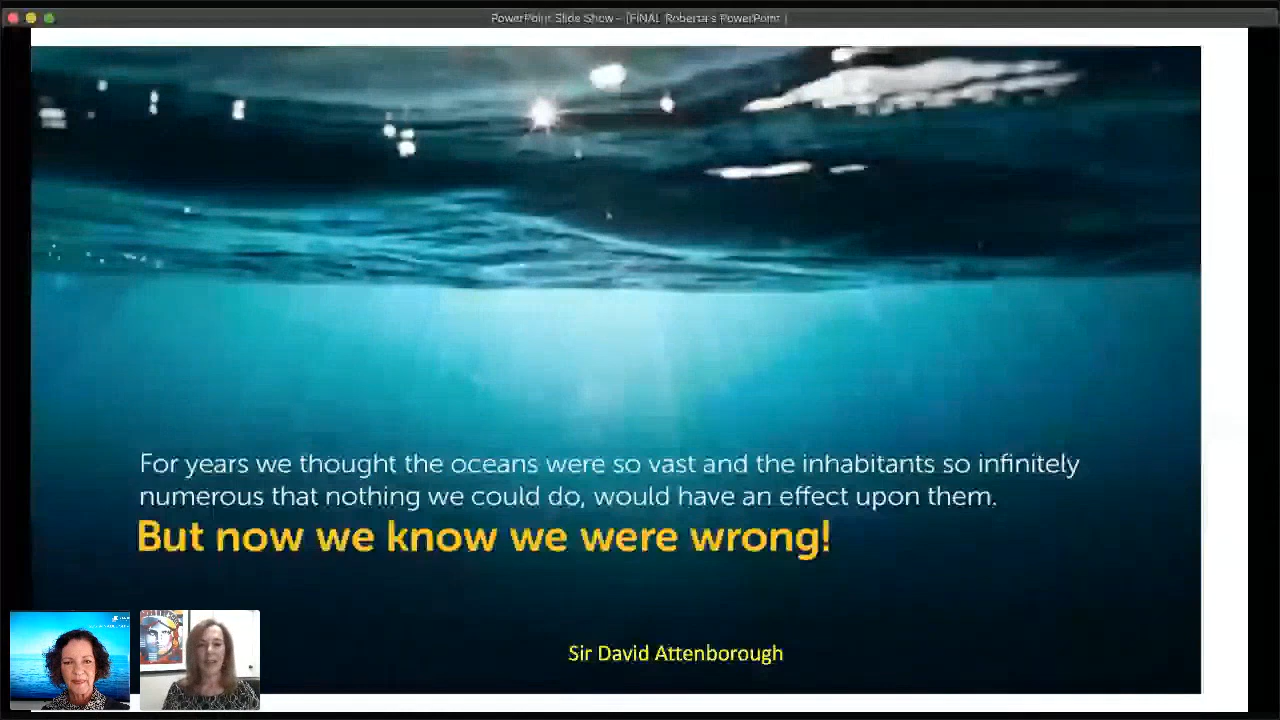 PowerPoint Slide Show - [FINAL Roberta's PowerPoint ]
For years we thought the oceans were so vast and the inhabitants so infinitely
numerous that nothing we could do, would have an effect upon them.
But now we know we were wrong!
Sir David Attenborough